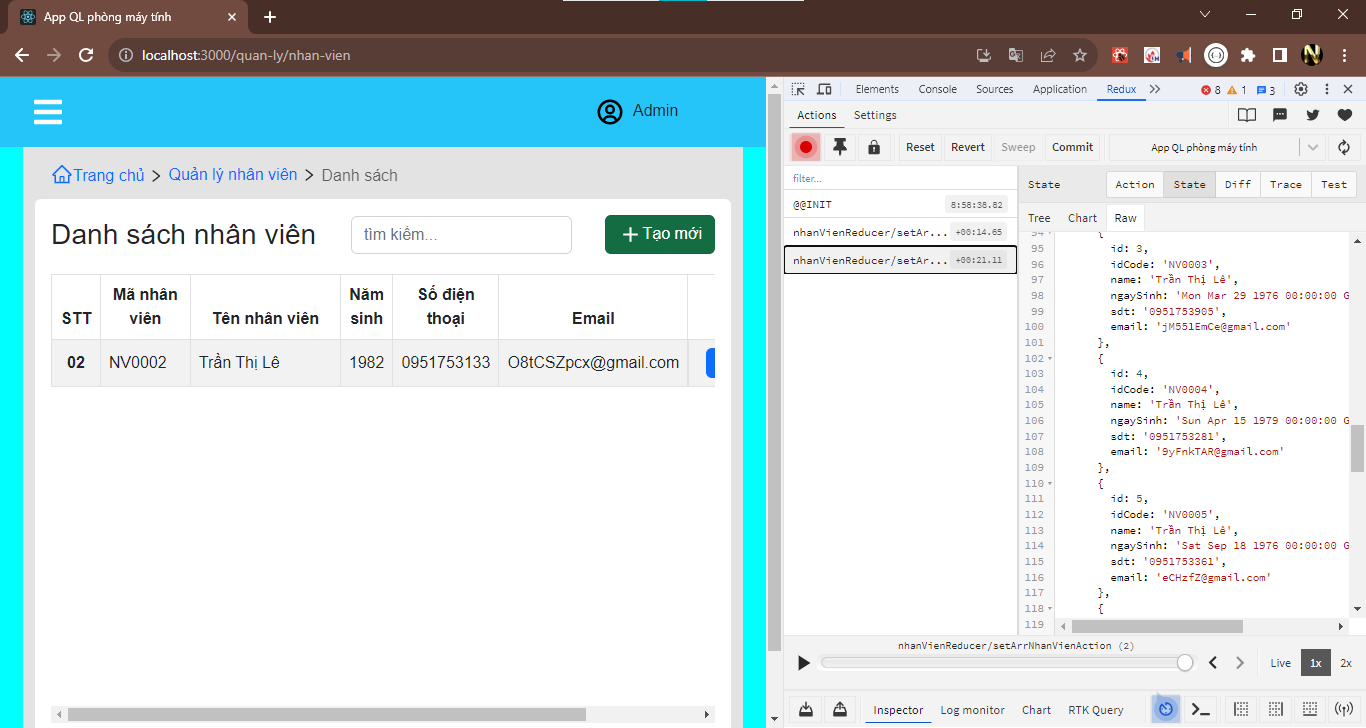 App QL phòng máy tính
localhost:3000/quan-ly/nhan-vien
Admin
Trang chủ > Quản lý nhân viên > Danh sách
Danh sách nhân viên
tìm kiếm...
Tạo mới
STT Mã nhân viên Tên nhân viên Năm sinh Số điện thoại Email
02 NV0002 Trần Thị Lê 1982 0951753133 O8tCSZpcx@gmail.com
Elements Console Sources Application Redux 8 1 3
Actions Settings
Reset Revert Sweep Commit App QL phòng máy tính
filter...
@@INIT 8:58:38.82
nhanVienReducer/setAr... +00:14.65
nhanVienReducer/setAr... +00:21.11
State Action State Diff Trace Test
Tree Chart Raw
94 {
95 id: 3,
96 idCode: 'NV0003',
97 name: 'Trần Thị Lê',
98 ngaySinh: 'Mon Mar 29 1976 00:00:00 G
99 sdt: '0951753905',
100 email: 'jM55lEmCe@gmail.com'
101 },
102 {
103 id: 4,
104 idCode: 'NV0004',
105 name: 'Trần Thị Lê',
106 ngaySinh: 'Sun Apr 15 1979 00:00:00 G
107 sdt: '0951753281',
108 email: '9yFnkTAR@gmail.com'
109 },
110 {
111 id: 5,
112 idCode: 'NV0005',
113 name: 'Trần Thị Lê',
114 ngaySinh: 'Sat Sep 18 1976 00:00:00 G
115 sdt: '0951753361',
116 email: 'eCHzfZ@gmail.com'
117 },
118 {
119
nhanVienReducer/setArrNhanVienAction (2)
Live 1x 2x
Inspector Log monitor Chart RTK Query